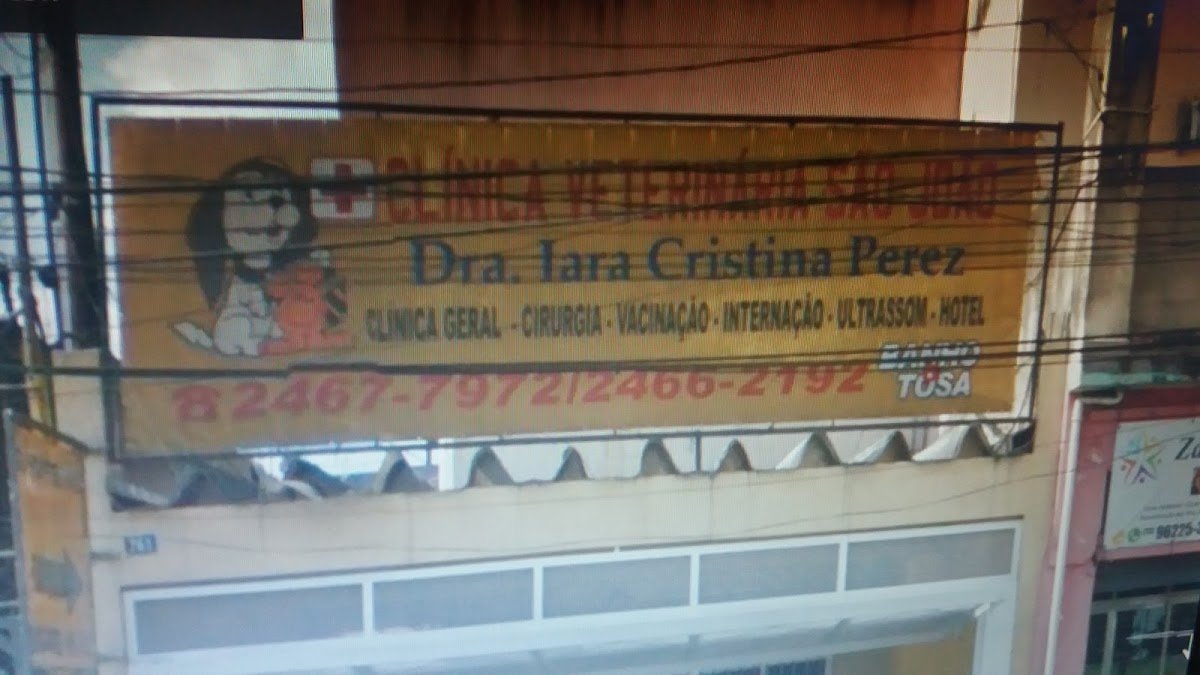 CLÍNICA VETERINÁRIA SÃO JOÃO
Dra. Iara Cristina Perez
CLÍNICA GERAL - CIRURGIA - VACINAÇÃO - INTERNAÇÃO - ULTRASSOM - HOTEL
2467-7972/2466-2192
BANHO
TOSA
761